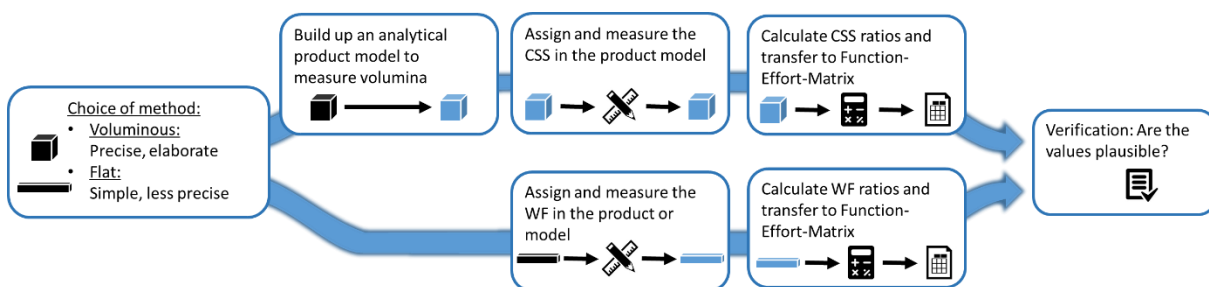 Choice of method:
• Voluminous:
Precise, elaborate
• Flat:
Simple, less precise
Build up an analytical
product model to
measure volumina
Assign and measure the
CSS in the product model
Calculate CSS ratios and
transfer to Function-
Effort-Matrix
Assign and measure the
WF in the product or
model
Calculate WF ratios and
transfer to Function-
Effort-Matrix
Verification: Are the
values plausible?